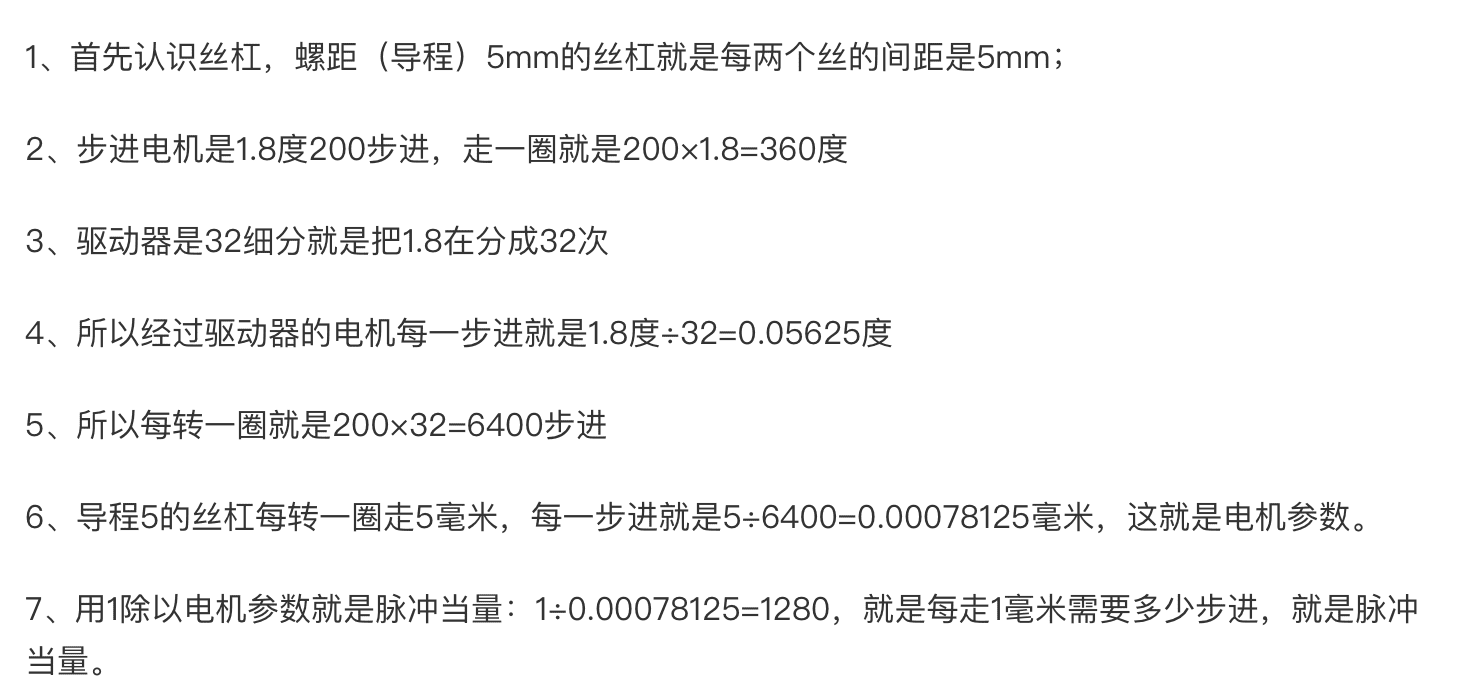 1、首先认识丝杠，螺距（导程）5mm的丝杠就是每两个丝的间距是5mm；
2、步进电机是1.8度200步进，走一圈就是200×1.8=360度
3、驱动器是32细分就是把1.8在分成32次
4、所以经过驱动器的电机每一步进就是1.8度÷32=0.05625度
5、所以每转一圈就是200×32=6400步进
6、导程5的丝杠每转一圈走5毫米，每一步进就是5÷6400=0.00078125毫米，这就是电机参数。
7、用1除以电机参数就是脉冲当量：1÷0.00078125=1280，就是每走1毫米需要多少步进，就是脉冲
当量。